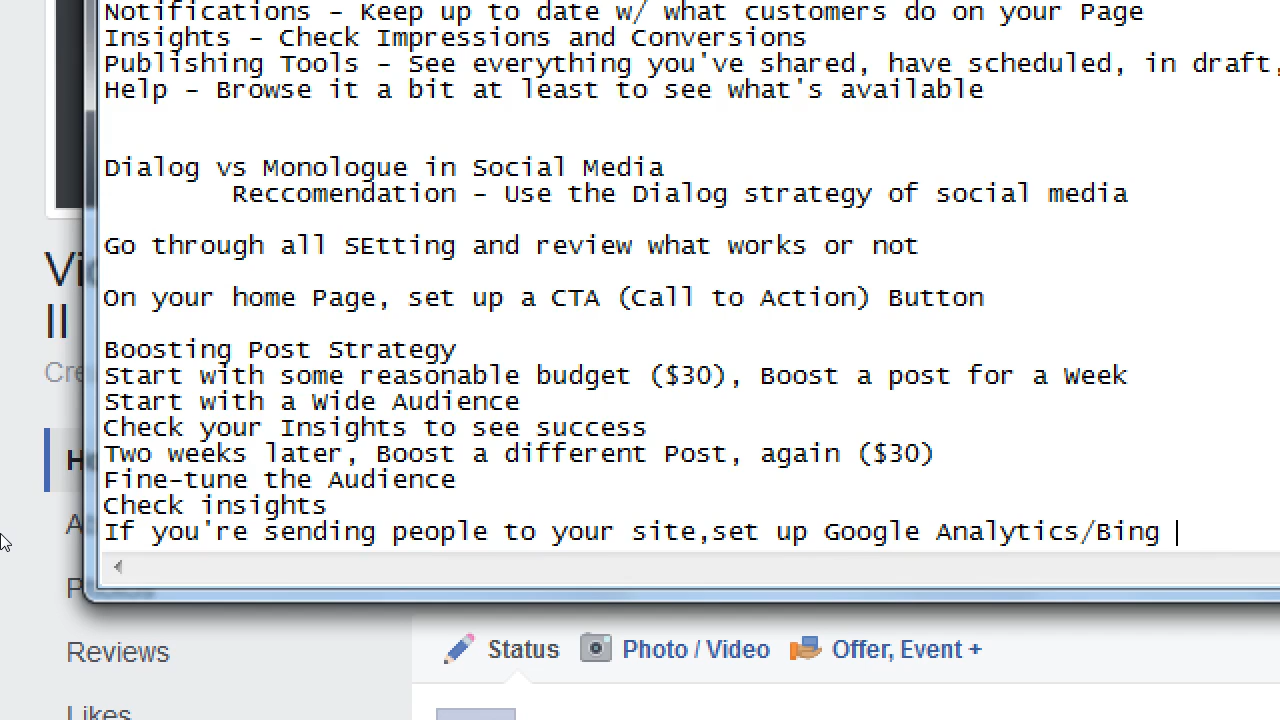 Notifications - Keep up to date w/ what customers do on your Page
Insights - Check Impressions and Conversions
Publishing Tools - See everything you've shared, have scheduled, in draft,
Help - Browse it a bit at least to see what's available
Dialog vs Monologue in Social Media
Reccomendation - Use the Dialog strategy of social media
Go through all SEtting and review what works or not
On your home Page, set up a CTA (Call to Action) Button
Boosting Post Strategy
Start with some reasonable budget ($30), Boost a post for a Week
Start with a Wide Audience
Check your Insights to see success
Two weeks later, Boost a different Post, again ($30)
Fine-tune the Audience
Check insights
If you're sending people to your site,set up Google Analytics/Bing
II
Reviews
Likes
Status Photo / Video Offer, Event +